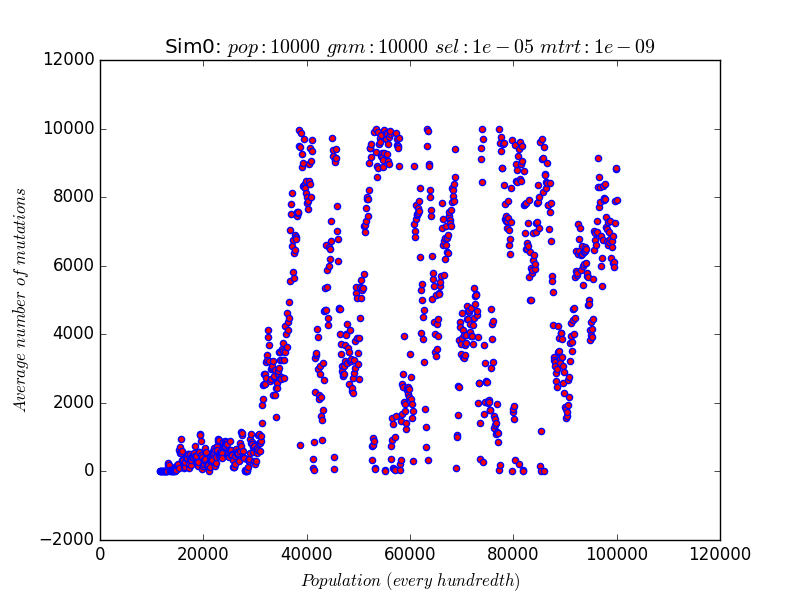 Sim0: pop : 10000 gnm : 10000 sel : 1e − 05 mtrt : 1e − 09
12000
10000
8000
6000
4000
2000
0
−2000
Average number of mutations
0 20000 40000 60000 80000 100000 120000
Population (every hundredth)